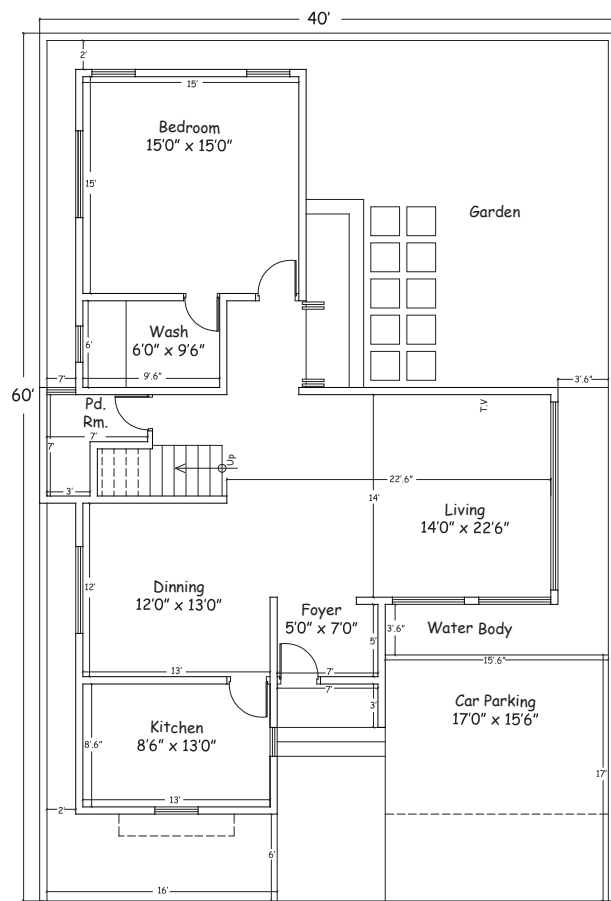 40'
2'
15'
Bedroom
15'0" x 15'0"
15'
Garden
Wash
6'0" x 9'6"
6'
9'.6"
7'
3'.6"
60'
Pd.
Rm.
7'
7'
T.V
Up
3'
22'.6"
14'
Living
14'0" x 22'6"
12'
Dinning
12'0" x 13'0"
Foyer
5'0" x 7'0"
5'
3'.6"
Water Body
13'
7'
7'
15'.6"
3'
Car Parking
17'0" x 15'6"
Kitchen
8'6" x 13'0"
8'.6"
17'
13'
2'
6'
16'